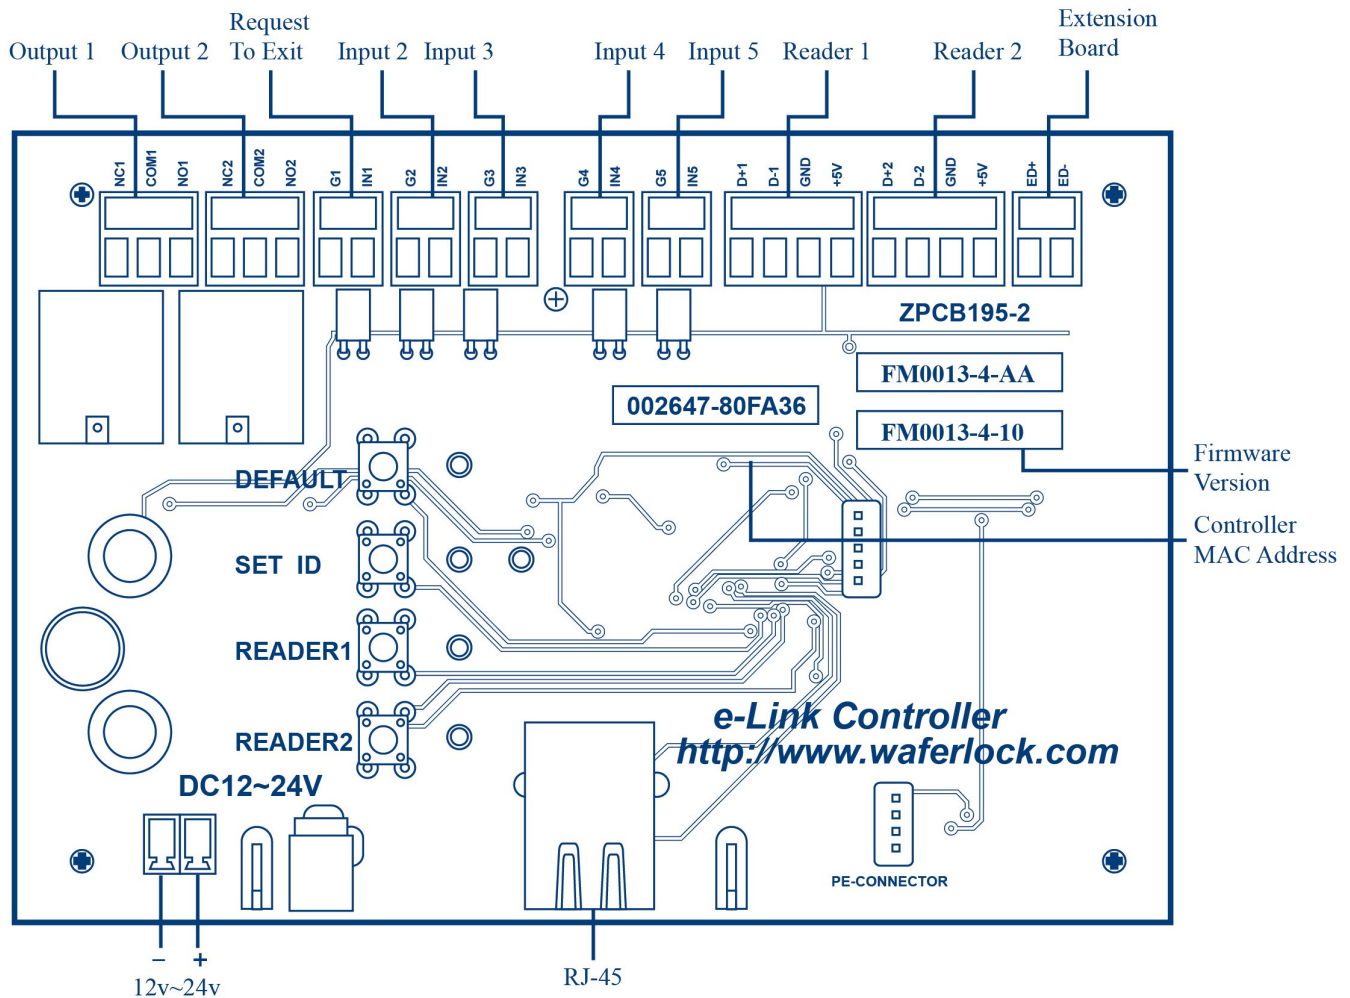 Output 1
Output 2
Request
To Exit
Input 2
Input 3
Input 4
Input 5
Reader 1
Reader 2
Extension
Board
NC1
COM1
NO1
NC2
COM2
NO2
G1
IN1
G2
IN2
G3
IN3
G4
IN4
G5
IN5
D+1
D-1
GND
+5V
D+2
D-2
GND
+5V
ED+
ED-
ZPCB195-2
FM0013-4-AA
002647-80FA36
FM0013-4-10
Firmware
Version
Controller
MAC Address
DEFAULT
SET ID
READER1
READER2
e-Link Controller
http://www.waferlock.com
DC12~24V
PE-CONNECTOR
− +
12v~24v
RJ-45